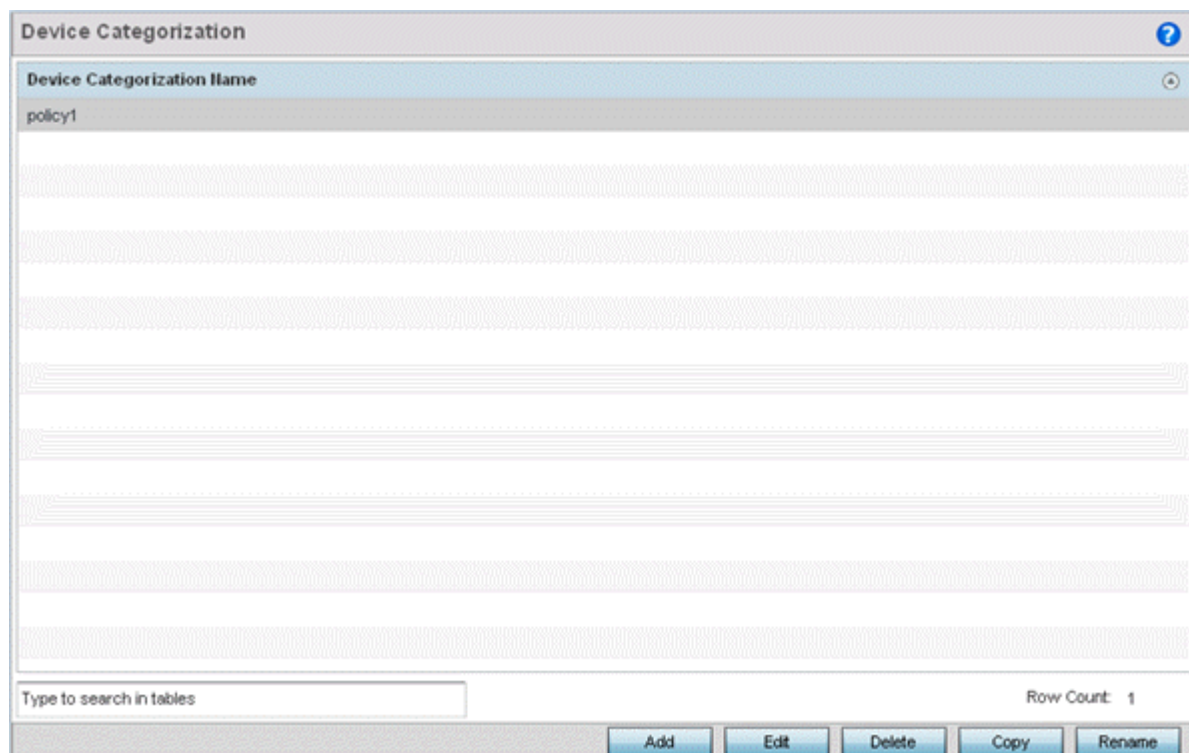 Device Categorization
?
Device Categorization Name
policy1
Type to search in tables
Row Count: 1
Add Edit Delete Copy Rename